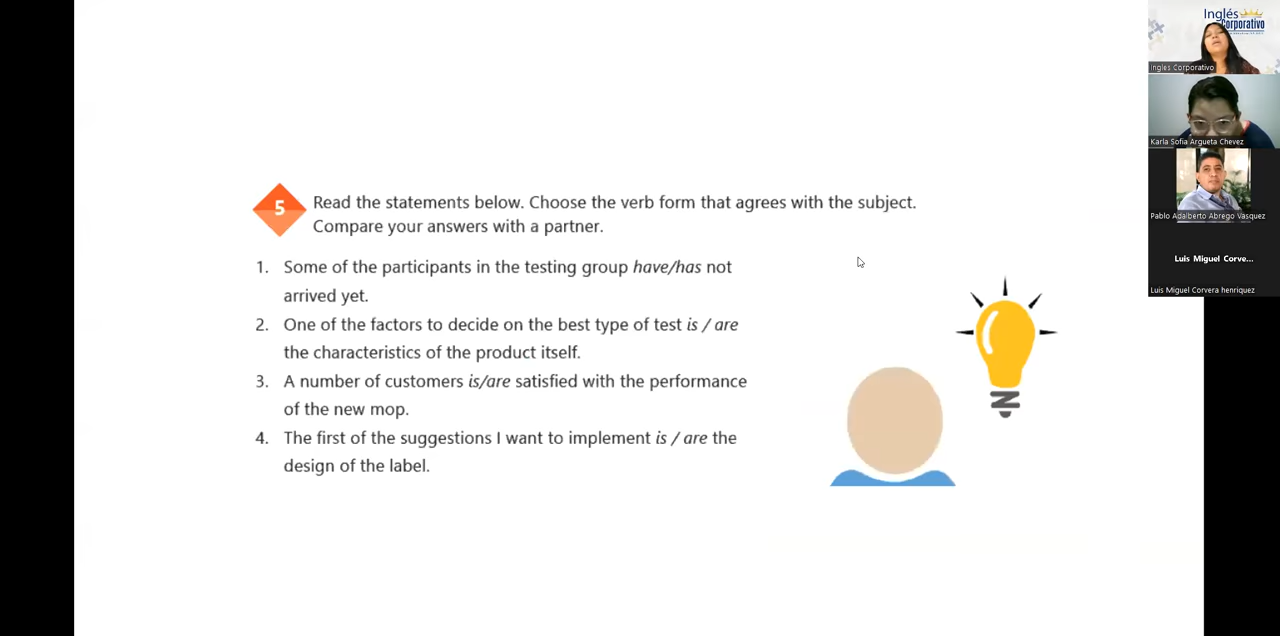 5
Read the statements below. Choose the verb form that agrees with the subject.
Compare your answers with a partner.
1. Some of the participants in the testing group have/has not
arrived yet.
2. One of the factors to decide on the best type of test is / are
the characteristics of the product itself.
3. A number of customers is/are satisfied with the performance
of the new mop.
4. The first of the suggestions I want to implement is / are the
design of the label.
Inglés
Corporativo
Ingles Corporativo
Karla Sofia Argueta Chevez
Pablo Adalberto Abrego Vasquez
Luis Miguel Corve...
Luis Miguel Corvera henriquez